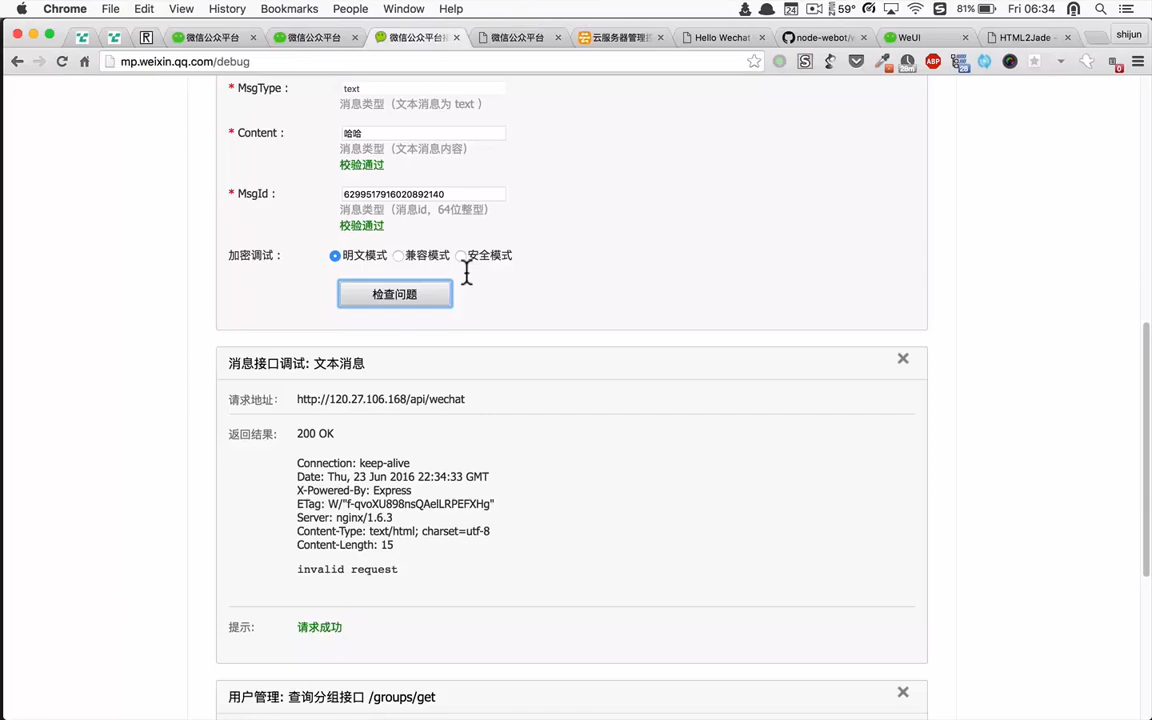 Chrome File Edit View History Bookmarks People Window Help 24 59° 81% Fri 06:34
微信公众平台 微信公众平台 微信公众平台 微信公众平台 云服务器管理 Hello Wechat node-webot/ WeUI HTML2Jade shijun
mp.weixin.qq.com/debug
* MsgType : text
消息类型（文本消息为 text ）
* Content : 哈哈
消息类型（文本消息内容）
校验通过
* MsgId : 6299517916020892140
消息类型（消息id，64位整型）
校验通过
加密调试： 明文模式 兼容模式 安全模式
检查问题
消息接口调试: 文本消息
请求地址: http://120.27.106.168/api/wechat
返回结果: 200 OK
Connection: keep-alive
Date: Thu, 23 Jun 2016 22:34:33 GMT
X-Powered-By: Express
ETag: W/"f-qvoXU898nsQAelLRPEFXHg"
Server: nginx/1.6.3
Content-Type: text/html; charset=utf-8
Content-Length: 15
invalid request
提示: 请求成功
用户管理: 查询分组接口 /groups/get